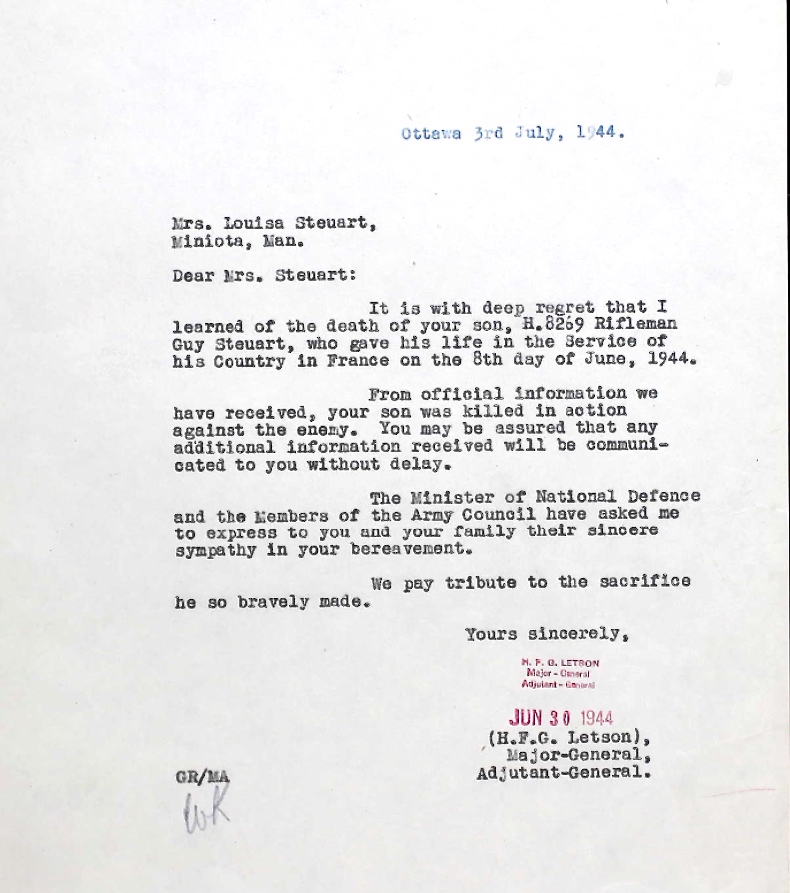 Ottawa 3rd July, 1944.
Mrs. Louisa Steuart,
Miniota, Man.
Dear Mrs. Steuart:
It is with deep regret that I
learned of the death of your son, H.8269 Rifleman
Guy Steuart, who gave his life in the Service of
his Country in France on the 8th day of June, 1944.
From official information we
have received, your son was killed in action
against the enemy. You may be assured that any
additional information received will be communi-
cated to you without delay.
The Minister of National Defence
and the Members of the Army Council have asked me
to express to you and your family their sincere
sympathy in your bereavement.
We pay tribute to the sacrifice
he so bravely made.
Yours sincerely,
H. F. G. LETSON
Major - General
Adjutant - General
JUN 30 1944
(H.F.G. Letson),
Major-General,
Adjutant-General.
GR/MA
WK